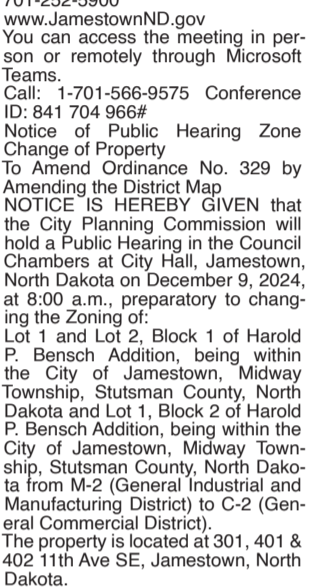 701-252-5900
www.JamestownND.gov
You can access the meeting in per-
son or remotely through Microsoft
Teams.
Call: 1-701-566-9575 Conference
ID: 841 704 966#
Notice of Public Hearing Zone
Change of Property
To Amend Ordinance No. 329 by
Amending the District Map
NOTICE IS HEREBY GIVEN that
the City Planning Commission will
hold a Public Hearing in the Council
Chambers at City Hall, Jamestown,
North Dakota on December 9, 2024,
at 8:00 a.m., preparatory to chang-
ing the Zoning of:
Lot 1 and Lot 2, Block 1 of Harold
P. Bensch Addition, being within
the City of Jamestown, Midway
Township, Stutsman County, North
Dakota and Lot 1, Block 2 of Harold
P. Bensch Addition, being within the
City of Jamestown, Midway Town-
ship, Stutsman County, North Dako-
ta from M-2 (General Industrial and
Manufacturing District) to C-2 (Gen-
eral Commercial District).
The property is located at 301, 401 &
402 11th Ave SE, Jamestown, North
Dakota.